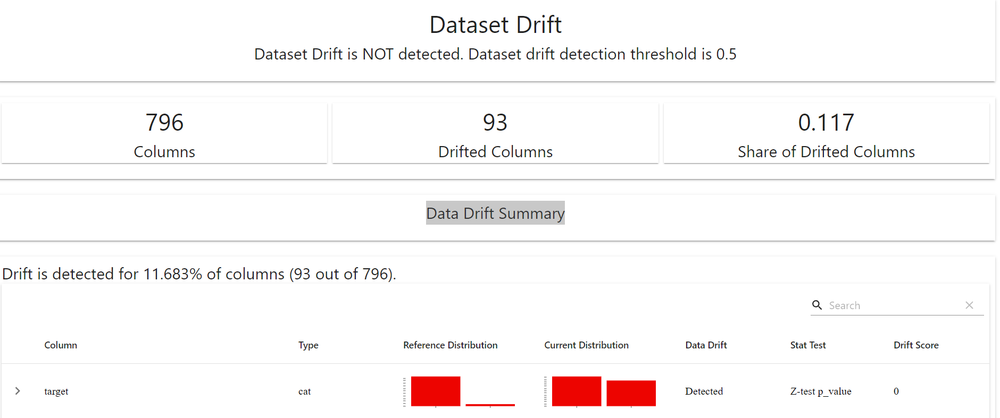 Dataset Drift
Dataset Drift is NOT detected. Dataset drift detection threshold is 0.5
796
Columns
93
Drifted Columns
0.117
Share of Drifted Columns
Data Drift Summary
Drift is detected for 11.683% of columns (93 out of 796).
Search
Column Type Reference Distribution Current Distribution Data Drift Stat Test Drift Score
target cat Detected Z-test p_value 0